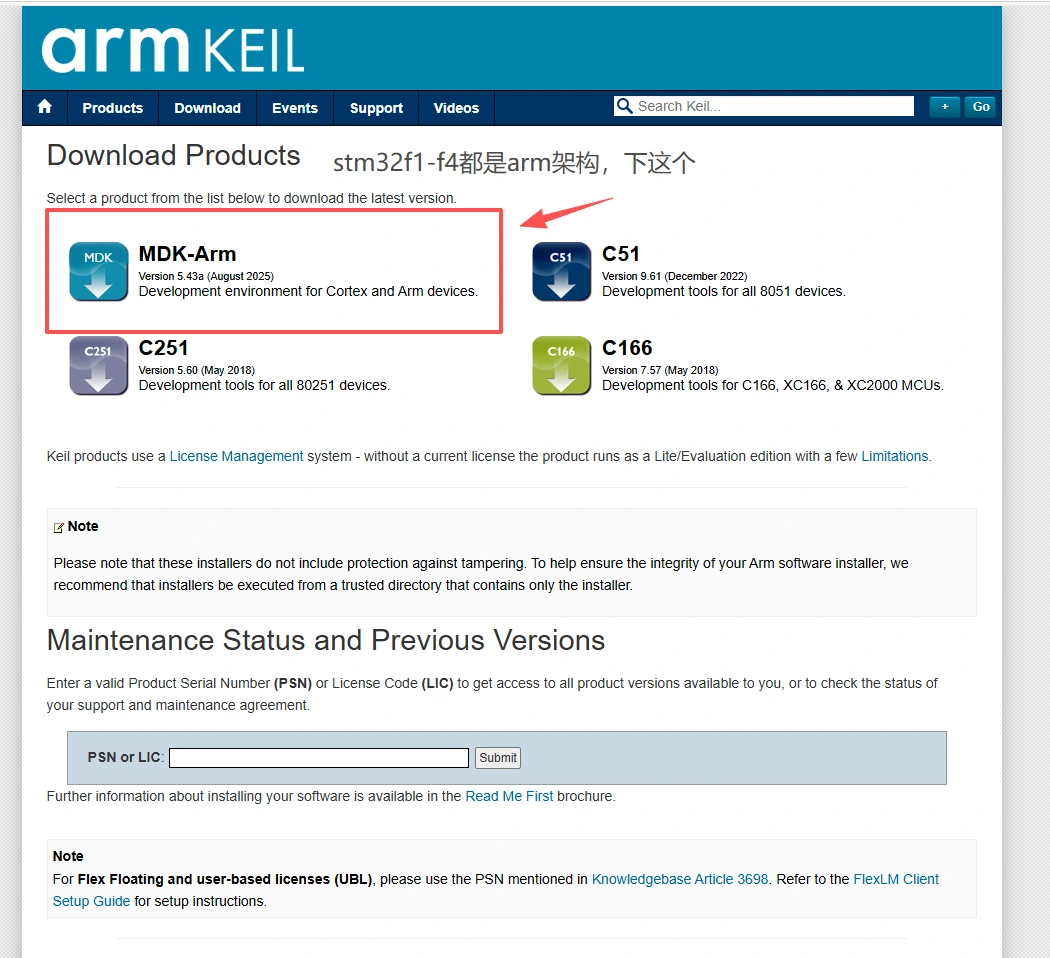 arm KEIL
Products Download Events Support Videos Search Keil... + Go
Download Products
stm32f1-f4都是arm架构，下这个
Select a product from the list below to download the latest version.
MDK
MDK-Arm
Version 5.43a (August 2025)
Development environment for Cortex and Arm devices.
C51
C51
Version 9.61 (December 2022)
Development tools for all 8051 devices.
C251
C251
Version 5.60 (May 2018)
Development tools for all 80251 devices.
C166
C166
Version 7.57 (May 2018)
Development tools for C166, XC166, & XC2000 MCUs.
Keil products use a License Management system - without a current license the product runs as a Lite/Evaluation edition with a few Limitations.
Note
Please note that these installers do not include protection against tampering. To help ensure the integrity of your Arm software installer, we
recommend that installers be executed from a trusted directory that contains only the installer.
Maintenance Status and Previous Versions
Enter a valid Product Serial Number (PSN) or License Code (LIC) to get access to all product versions available to you, or to check the status of
your support and maintenance agreement.
PSN or LIC: Submit
Further information about installing your software is available in the Read Me First brochure.
Note
For Flex Floating and user-based licenses (UBL), please use the PSN mentioned in Knowledgebase Article 3698. Refer to the FlexLM Client
Setup Guide for setup instructions.